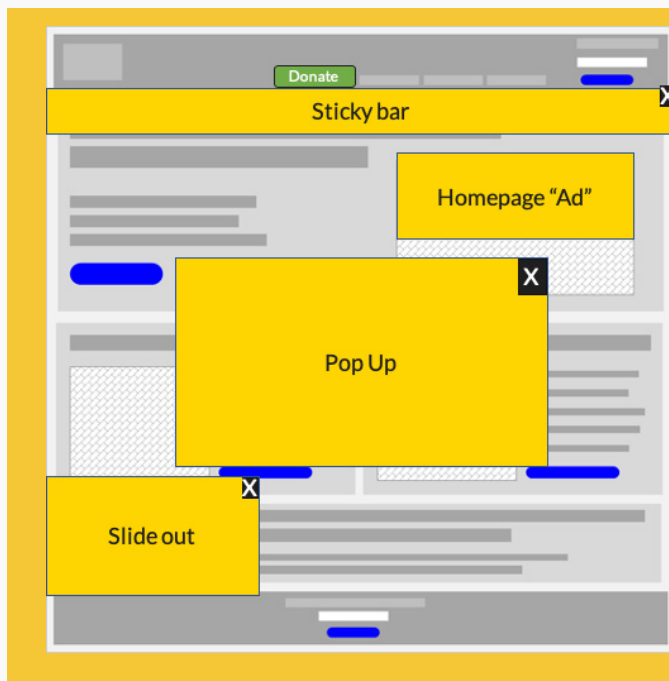 Donate
Sticky bar
X
Homepage “Ad”
X
Pop Up
X
Slide out